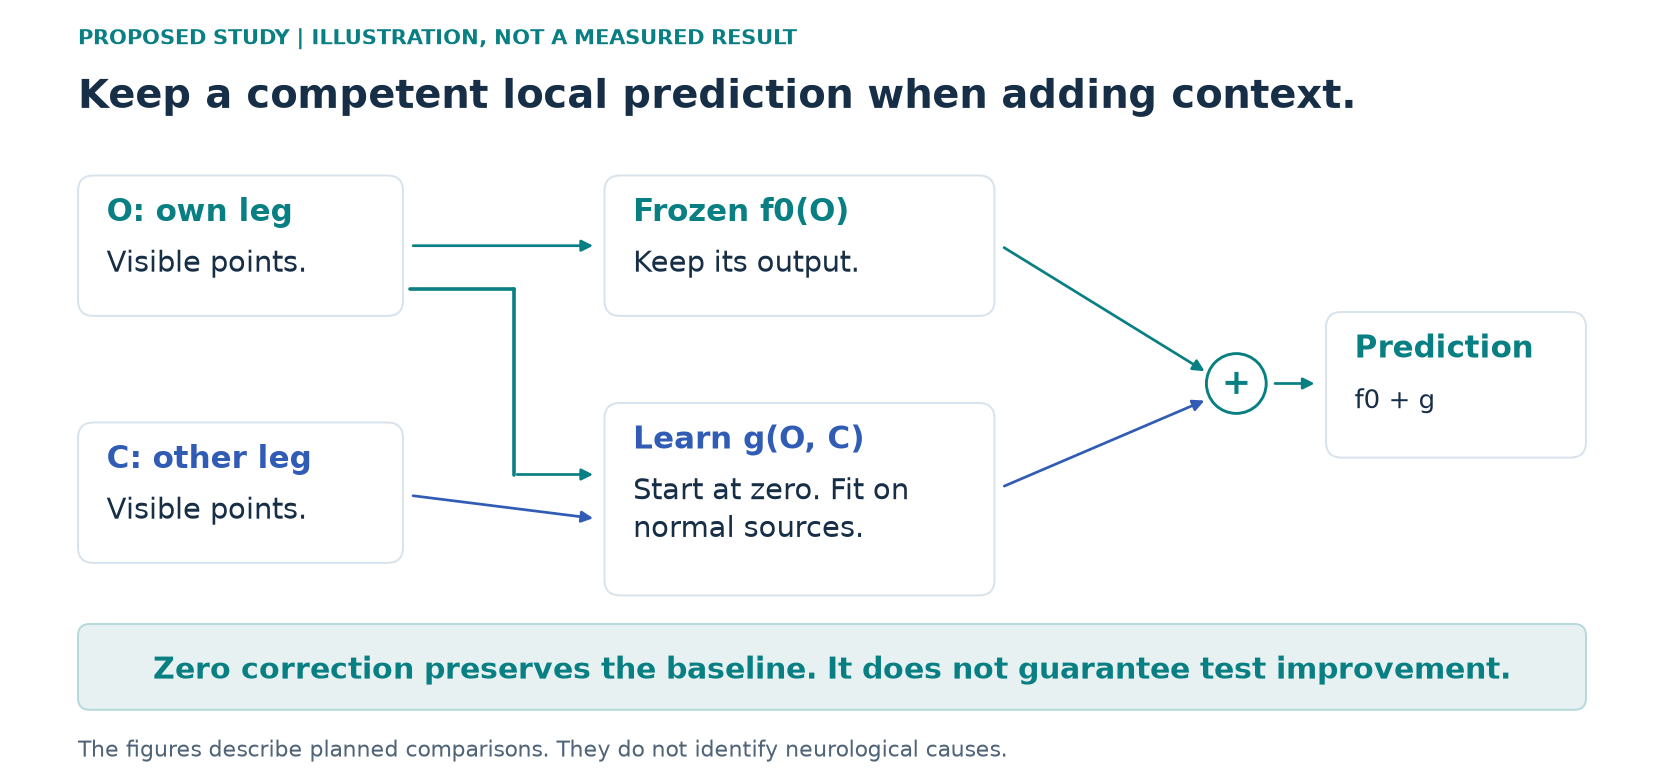 PROPOSED STUDY | ILLUSTRATION, NOT A MEASURED RESULT
Keep a competent local prediction when adding context.
O: own leg
Visible points.
Frozen f0(O)
Keep its output.
C: other leg
Visible points.
Learn g(O, C)
Start at zero. Fit on
normal sources.
+
Prediction
f0 + g
Zero correction preserves the baseline. It does not guarantee test improvement.
The figures describe planned comparisons. They do not identify neurological causes.